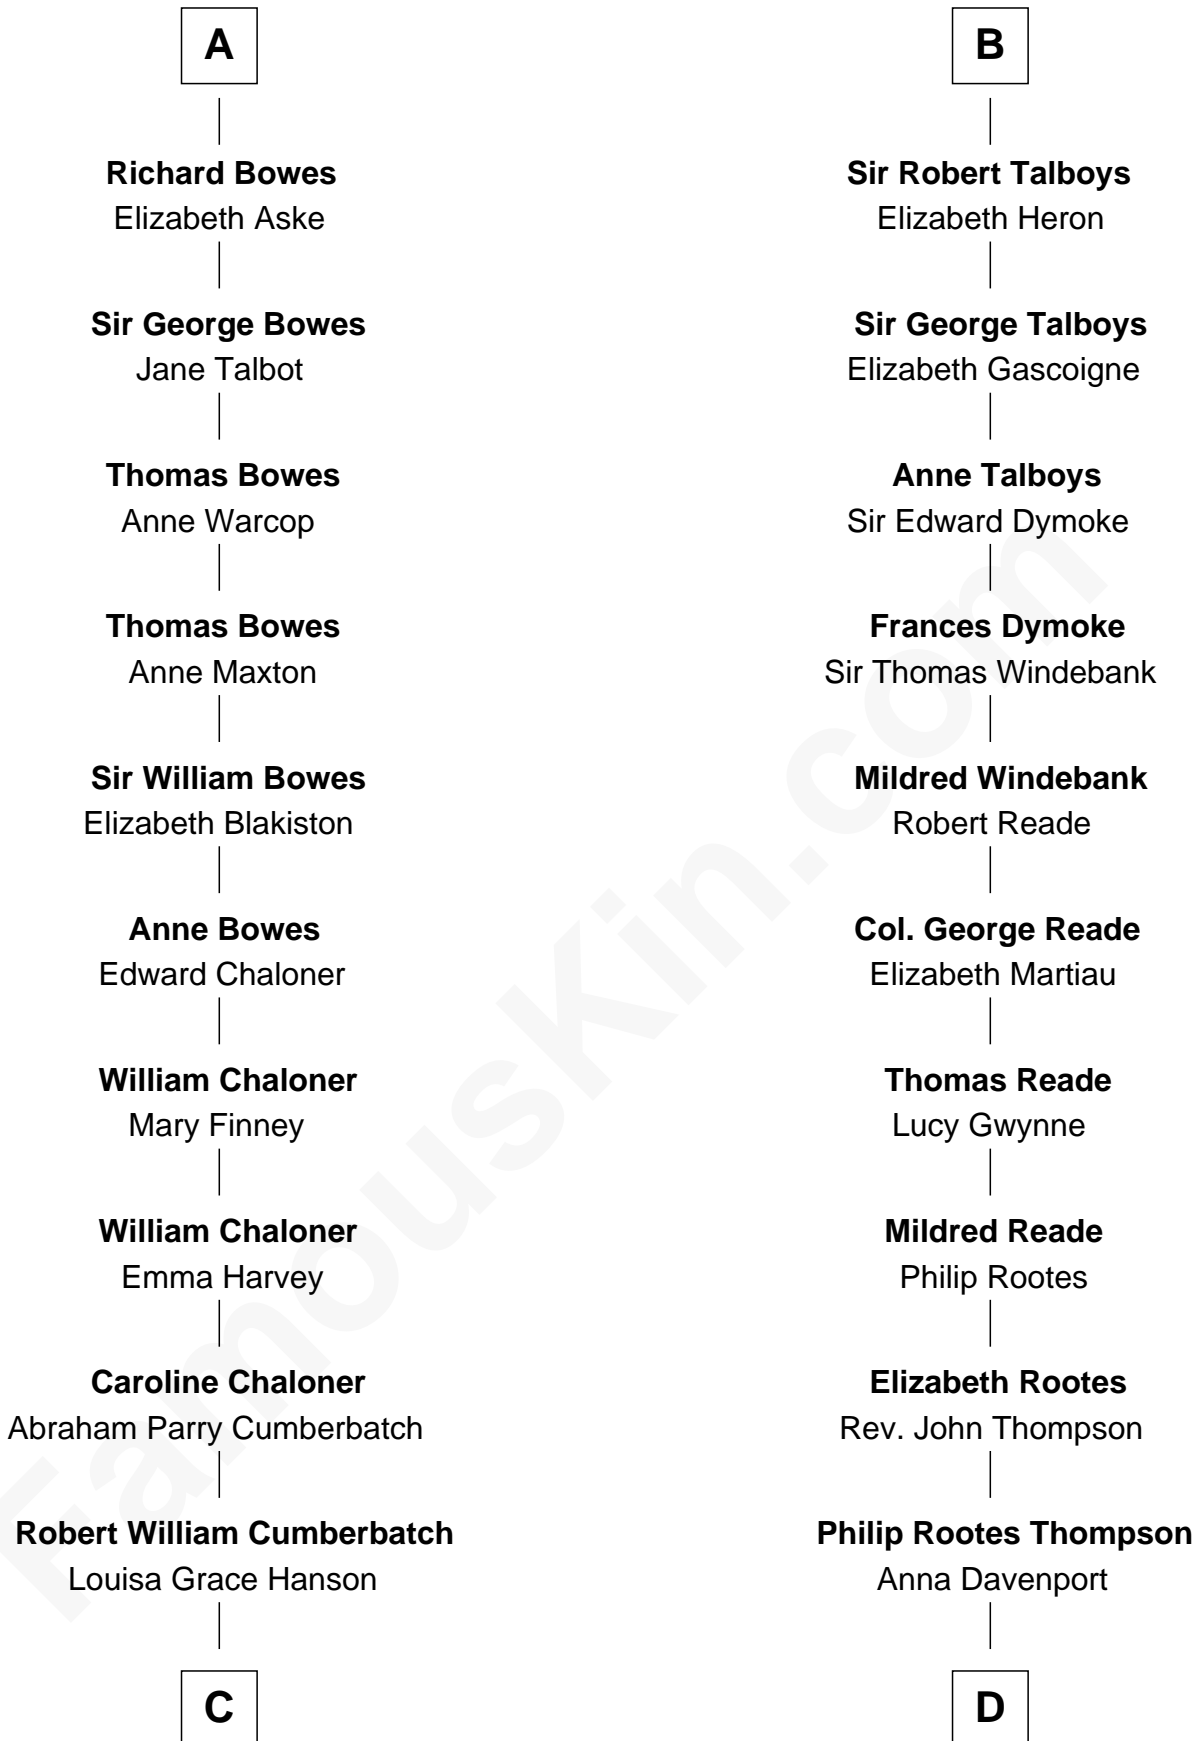 A
Richard Bowes
Elizabeth Aske
Sir George Bowes
Jane Talbot
Thomas Bowes
Anne Warcop
Thomas Bowes
Anne Maxton
Sir William Bowes
Elizabeth Blakiston
Anne Bowes
Edward Chaloner
William Chaloner
Mary Finney
William Chaloner
Emma Harvey
Caroline Chaloner
Abraham Parry Cumberbatch
Robert William Cumberbatch
Louisa Grace Hanson
C
B
Sir Robert Talboys
Elizabeth Heron
Sir George Talboys
Elizabeth Gascoigne
Anne Talboys
Sir Edward Dymoke
Frances Dymoke
Sir Thomas Windebank
Mildred Windebank
Robert Reade
Col. George Reade
Elizabeth Martiau
Thomas Reade
Lucy Gwynne
Mildred Reade
Philip Rootes
Elizabeth Rootes
Rev. John Thompson
Philip Rootes Thompson
Anna Davenport
D
FamousKin.com